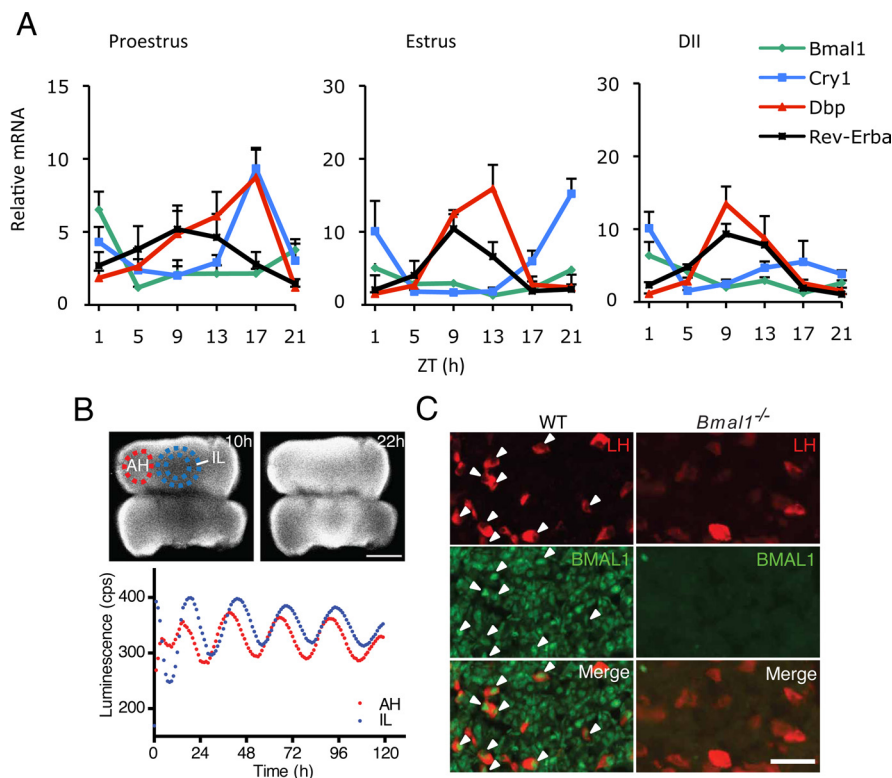 A
Proestrus
Estrus
DII
Bmal1
Cry1
Dbp
Rev-Erba
Relative mRNA
15
10
5
0
1 5 9 13 17 21
30
20
10
0
1 5 9 13 17 21
30
20
10
0
1 5 9 13 17 21
ZT (h)
B
10h
22h
AH
IL
Luminescence (cps)
400
300
200
0 24 48 72 96 120
Time (h)
AH
IL
C
WT
Bmal1-/-
LH
LH
BMAL1
BMAL1
Merge
Merge